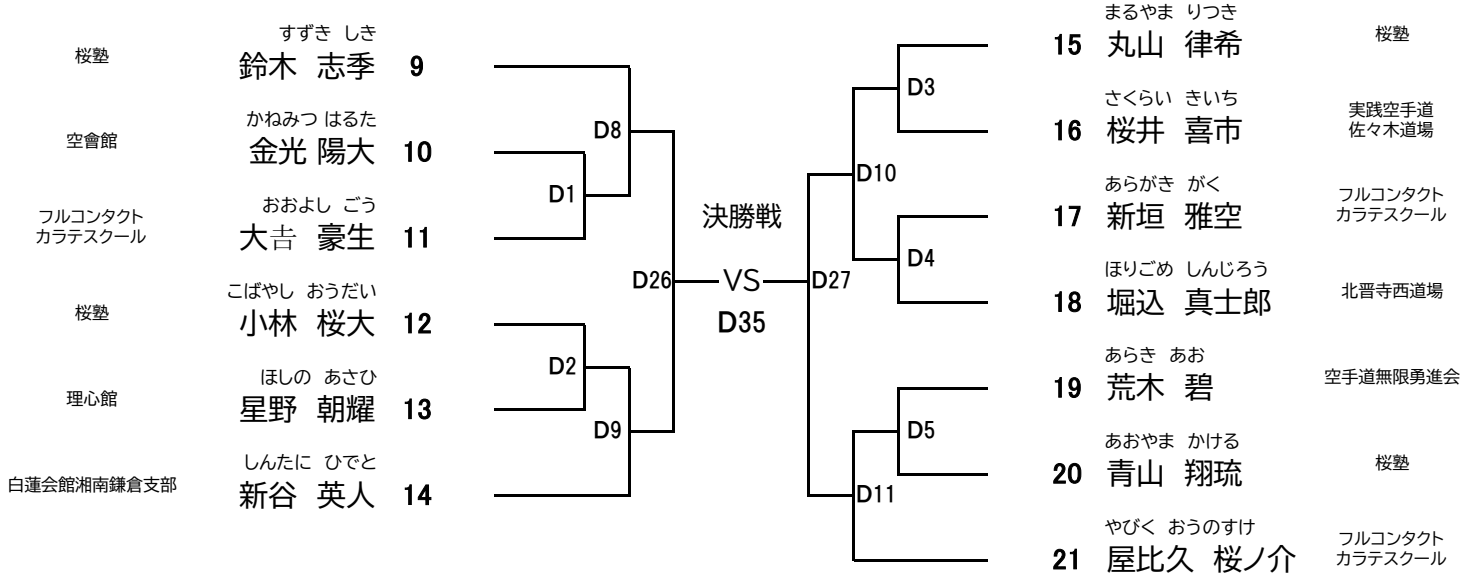 すずき しき
桜塾
鈴木 志季 9
かねみつ はるた
空會館
金光 陽大 10
おおよし ごう
フルコンタクト
カラテスクール
大𠮷 豪生 11
こばやし おうだい
桜塾
小林 桜大 12
ほしの あさひ
理心館
星野 朝耀 13
しんたに ひでと
白蓮会館湘南鎌倉支部
新谷 英人 14
D8
D1
D26
D2
D9
決勝戦
VS
D35
D3
D10
D4
D27
D5
D11
まるやま りつき
15 丸山 律希
桜塾
さくらい きいち
16 桜井 喜市
実践空手道
佐々木道場
あらがき がく
17 新垣 雅空
フルコンタクト
カラテスクール
ほりごめ しんじろう
18 堀込 真士郎
北晋寺西道場
あらき あお
19 荒木 碧
空手道無限勇進会
あおやま かける
20 青山 翔琉
桜塾
やびく おうのすけ
21 屋比久 桜ノ介
フルコンタクト
カラテスクール